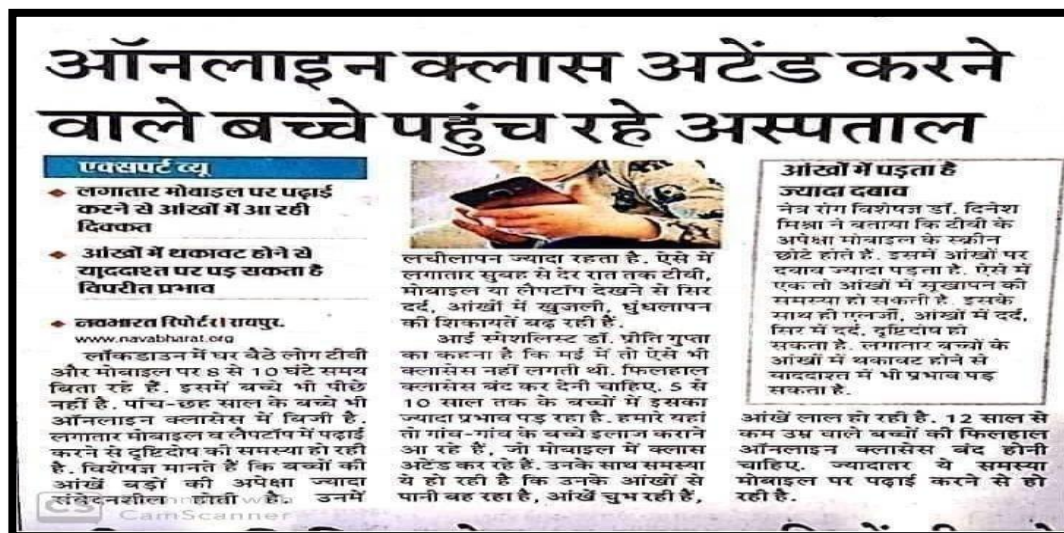 ऑनलाइन क्लास अटेंड करने
वाले बच्चे पहुंच रहे अस्पताल
एक्सपर्ट व्यू
लगातार मोबाइल पर पढ़ाई
करने से आंखों में आ रही
दिक्कत
आंखों में थकावट होने से
याददाश्त पर पड़ सकता है
विपरीत प्रभाव
नवभारत रिपोर्टर। रायपुर.
www.navabharat.org
लॉकडाउन में घर बैठे लोग टीवी
और मोबाइल पर 8 से 10 घंटे समय
बिता रहे हैं. इसमें बच्चे भी पीछे
नहीं है. पांच-छह साल के बच्चे भी
ऑनलाइन क्लासेस में बिजी है.
लगातार मोबाइल व लैपटॉप में पढ़ाई
करने से दृष्टिदोष की समस्या हो रही
है. विशेषज्ञ मानते हैं कि बच्चों की
आंखें बड़ों की अपेक्षा ज्यादा
संवेदनशील होती है. उनमें
लचीलापन ज्यादा रहता है. ऐसे में
लगातार सुबह से देर रात तक टीवी,
मोबाइल या लैपटॉप देखने से सिर
दर्द, आंखों में खुजली, धुंधलापन
की शिकायतें बढ़ रही हैं.
आई स्पेशलिस्ट डॉ. प्रीति गुप्ता
का कहना है कि मई में तो ऐसे भी
क्लासेस नहीं लगती थी. फिलहाल
क्लासेस बंद कर देनी चाहिए. 5 से
10 साल तक के बच्चों में इसका
ज्यादा प्रभाव पड़ रहा है. हमारे यहां
तो गांव-गांव के बच्चे इलाज कराने
आ रहे हैं, जो मोबाइल में क्लास
अटेंड कर रहे हैं. उनके साथ समस्या
ये हो रही है कि उनके आंखों से
पानी बह रहा है, आंखें चुभ रही हैं,
आंखों में पड़ता है
ज्यादा दबाव
नेत्र रोग विशेषज्ञ डॉ. दिनेश
मिश्रा ने बताया कि टीवी के
अपेक्षा मोबाइल के स्क्रीन
छोटे होते है. इसमें आंखों पर
दबाव ज्यादा पड़ता है. ऐसे में
एक तो आंखों में सूखापन की
समस्या हो सकती है. इसके
साथ ही एलर्जी, आंखों में दर्द,
सिर में दर्द, दृष्टिदोष हो
सकता है. लगातार बच्चों के
आंखों में थकावट होने से
याददाश्त में भी प्रभाव पड़
सकता है.
आंखें लाल हो रही है. 12 साल से
कम उम्र वाले बच्चों की फिलहाल
ऑनलाइन क्लासेस बंद होनी
चाहिए. ज्यादातर ये समस्या
मोबाइल पर पढ़ाई करने से हो
रही है.
CS
CamScanner